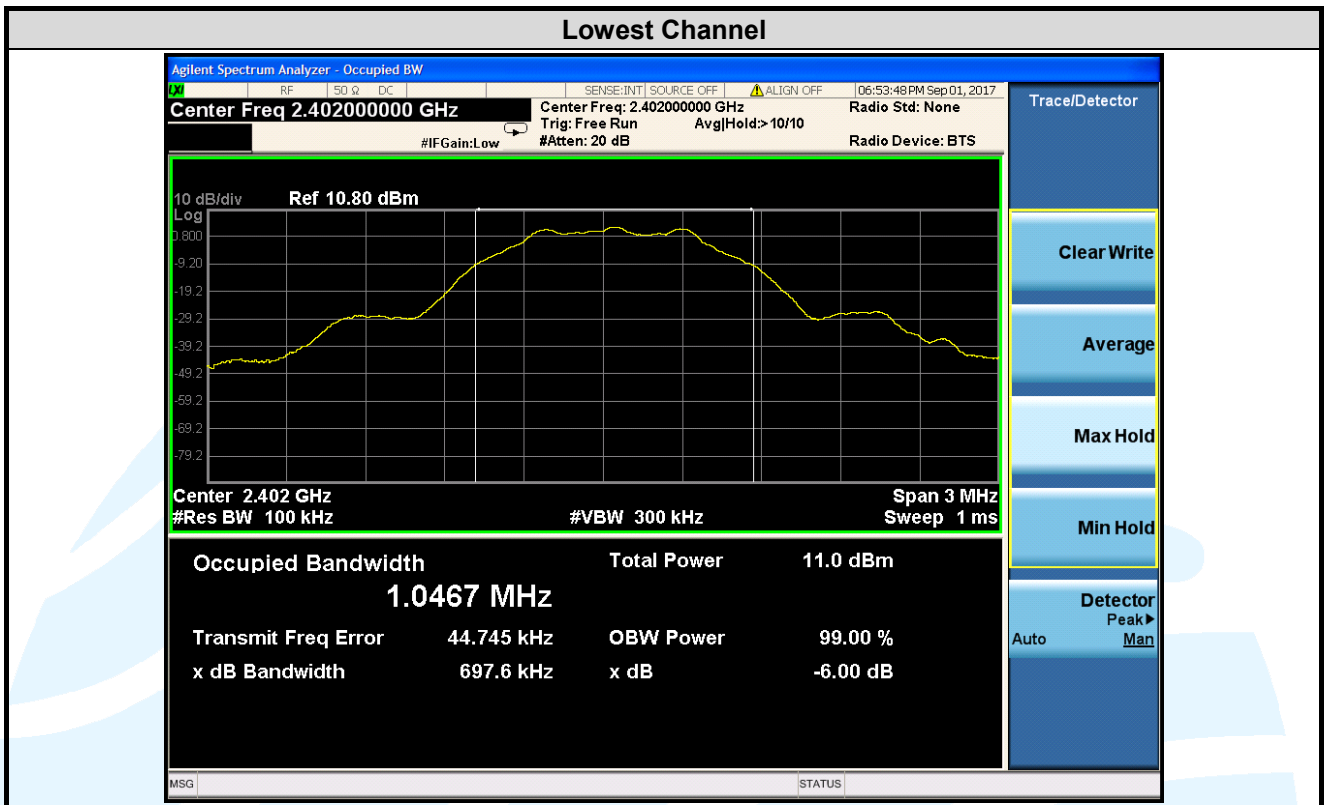 Lowest Channel
Agilent Spectrum Analyzer - Occupied BW
LXI RF 50 Ω DC SENSE:INT SOURCE OFF ALIGN OFF 06:53:48 PM Sep 01, 2017
Center Freq 2.402000000 GHz
Center Freq: 2.402000000 GHz
Radio Std: None
Trig: Free Run Avg|Hold:>10/10
#IFGain:Low
#Atten: 20 dB
Radio Device: BTS
Trace/Detector
10 dB/div Ref 10.80 dBm
Log
0.800
-9.20
-19.2
-29.2
-39.2
-49.2
-59.2
-69.2
-79.2
Center 2.402 GHz Span 3 MHz
#Res BW 100 kHz #VBW 300 kHz Sweep 1 ms
Occupied Bandwidth Total Power 11.0 dBm
1.0467 MHz
Transmit Freq Error 44.745 kHz OBW Power 99.00 %
x dB Bandwidth 697.6 kHz x dB -6.00 dB
Clear Write
Average
Max Hold
Min Hold
Detector
Peak▶
Auto Man
MSG STATUS